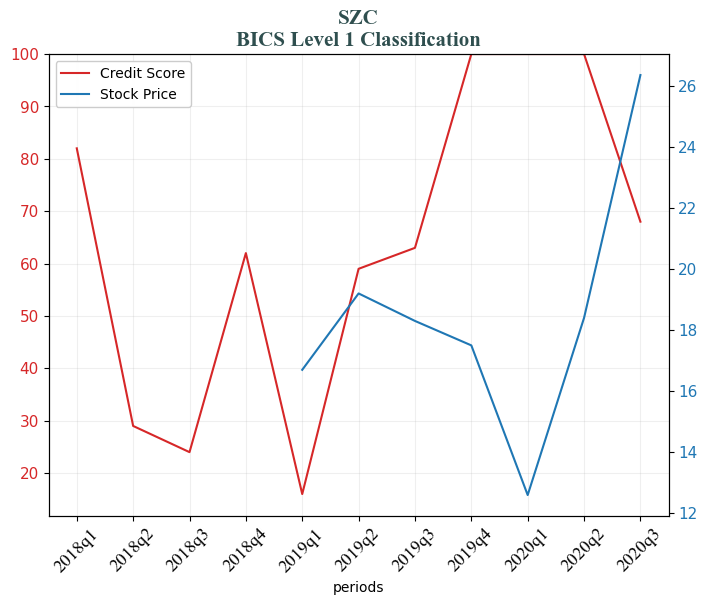 SZC
BICS Level 1 Classification
Credit Score
Stock Price
100
90
80
70
60
50
40
30
20
26
24
22
20
18
16
14
12
2018q1
2018q2
2018q3
2018q4
2019q1
2019q2
2019q3
2019q4
2020q1
2020q2
2020q3
periods